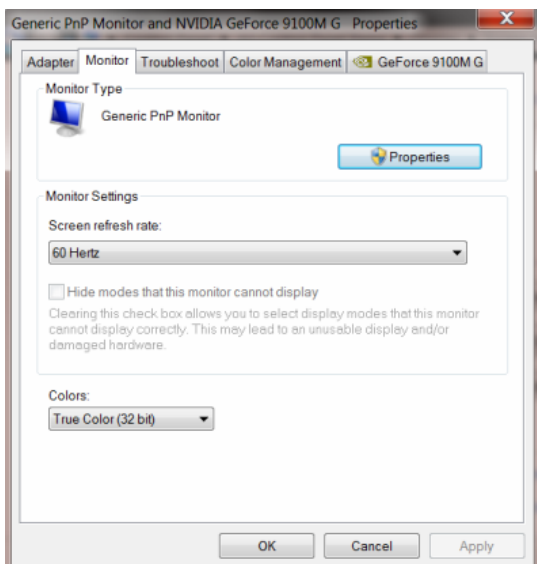 Generic PnP Monitor and NVIDIA GeForce 9100M G Properties
X
Adapter Monitor Troubleshoot Color Management GeForce 9100M G
Monitor Type
Generic PnP Monitor
Properties
Monitor Settings
Screen refresh rate:
60 Hertz
Hide modes that this monitor cannot display
Clearing this check box allows you to select display modes that this monitor
cannot display correctly. This may lead to an unusable display and/or
damaged hardware.
Colors:
True Color (32 bit)
OK Cancel Apply